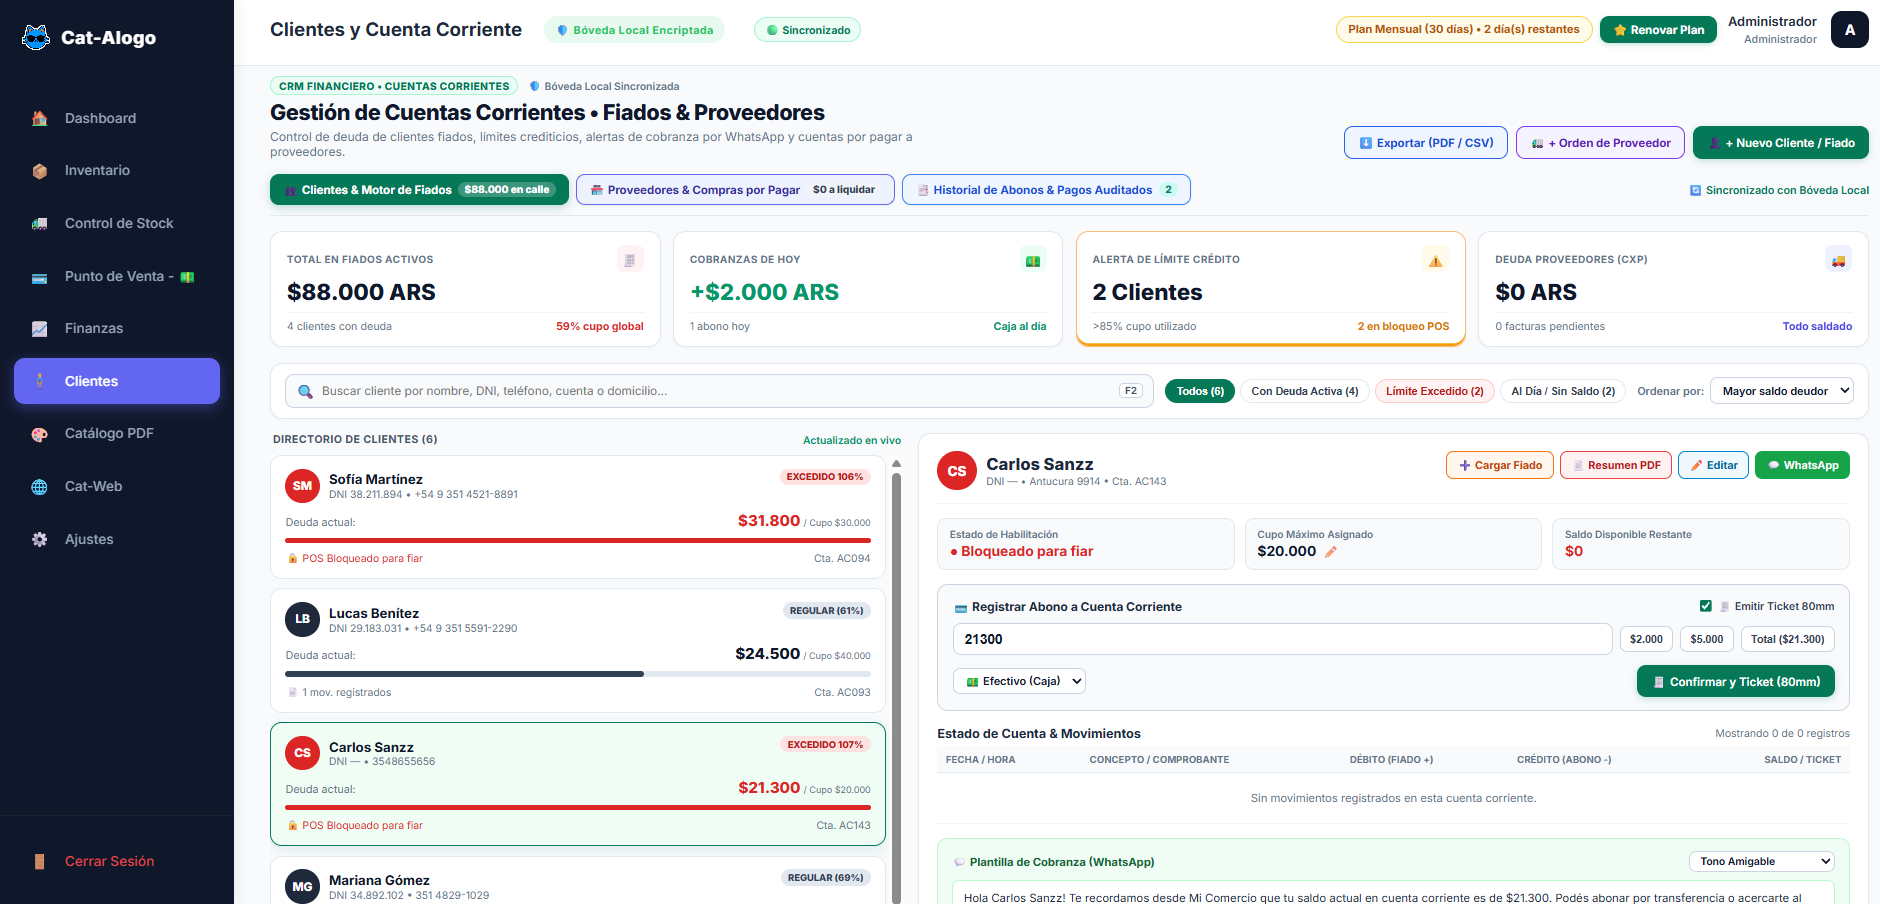 Cat-Alogo
Dashboard
Inventario
Control de Stock
Punto de Venta -
Finanzas
Clientes
Catálogo PDF
Cat-Web
Ajustes
Cerrar Sesión
Clientes y Cuenta Corriente
Bóveda Local Encriptada
Sincronizado
Plan Mensual (30 días) • 2 día(s) restantes
Renovar Plan
Administrador
Administrador
A
CRM FINANCIERO • CUENTAS CORRIENTES
Bóveda Local Sincronizada
Gestión de Cuentas Corrientes • Fiados & Proveedores
Control de deuda de clientes fiados, límites crediticios, alertas de cobranza por WhatsApp y cuentas por pagar a
proveedores.
Exportar (PDF / CSV)
+ Orden de Proveedor
+ Nuevo Cliente / Fiado
Clientes & Motor de Fiados $88.000 en calle
Proveedores & Compras por Pagar $0 a liquidar
Historial de Abonos & Pagos Auditados 2
Sincronizado con Bóveda Local
TOTAL EN FIADOS ACTIVOS
$88.000 ARS
4 clientes con deuda 59% cupo global
COBRANZAS DE HOY
+$2.000 ARS
1 abono hoy Caja al día
ALERTA DE LÍMITE CRÉDITO
2 Clientes
>85% cupo utilizado 2 en bloqueo POS
DEUDA PROVEEDORES (CXP)
$0 ARS
0 facturas pendientes Todo saldado
Buscar cliente por nombre, DNI, teléfono, cuenta o domicilio... F2
Todos (6)
Con Deuda Activa (4)
Límite Excedido (2)
Al Día / Sin Saldo (2)
Ordenar por: Mayor saldo deudor
DIRECTORIO DE CLIENTES (6) Actualizado en vivo
SM
Sofía Martínez EXCEDIDO 106%
DNI 38.211.894 • +54 9 351 4521-8891
Deuda actual: $31.800 / Cupo $30.000
POS Bloqueado para fiar Cta. AC094
LB
Lucas Benítez REGULAR (61%)
DNI 29.183.031 • +54 9 351 5591-2290
Deuda actual: $24.500 / Cupo $40.000
1 mov. registrados Cta. AC093
CS
Carlos Sanzz EXCEDIDO 107%
DNI — • 3548655656
Deuda actual: $21.300 / Cupo $20.000
POS Bloqueado para fiar Cta. AC143
MG
Mariana Gómez REGULAR (69%)
DNI 34.892.102 • 351 4829-1029
CS
Carlos Sanzz
DNI — • Antucura 9914 • Cta. AC143
Cargar Fiado
Resumen PDF
Editar
WhatsApp
Estado de Habilitación
● Bloqueado para fiar
Cupo Máximo Asignado
$20.000
Saldo Disponible Restante
$0
Registrar Abono a Cuenta Corriente
Emitir Ticket 80mm
21300
$2.000
$5.000
Total ($21.300)
Efectivo (Caja)
Confirmar y Ticket (80mm)
Estado de Cuenta & Movimientos Mostrando 0 de 0 registros
FECHA / HORA CONCEPTO / COMPROBANTE DÉBITO (FIADO +) CRÉDITO (ABONO -) SALDO / TICKET
Sin movimientos registrados en esta cuenta corriente.
Plantilla de Cobranza (WhatsApp)
Tono Amigable
Hola Carlos Sanzz! Te recordamos desde Mi Comercio que tu saldo actual en cuenta corriente es de $21.300. Podés abonar por transferencia o acercarte al